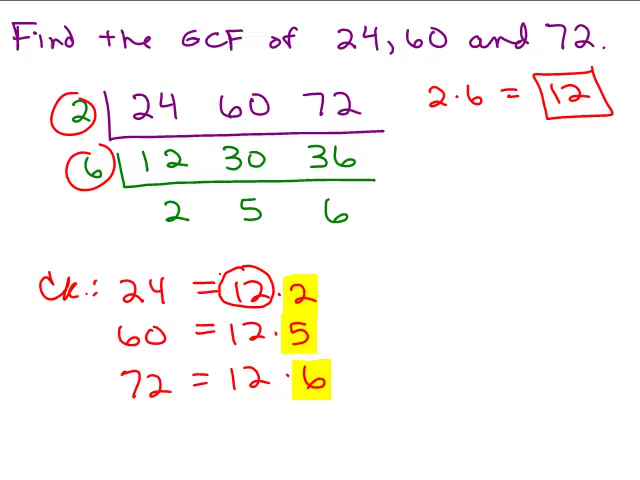 Find the GCF of 24, 60 and 72.
2 24 60 72 2 · 6 = 12
6 12 30 36
2 5 6
Ck.: 24 = 12 · 2
60 = 12 · 5
72 = 12 · 6